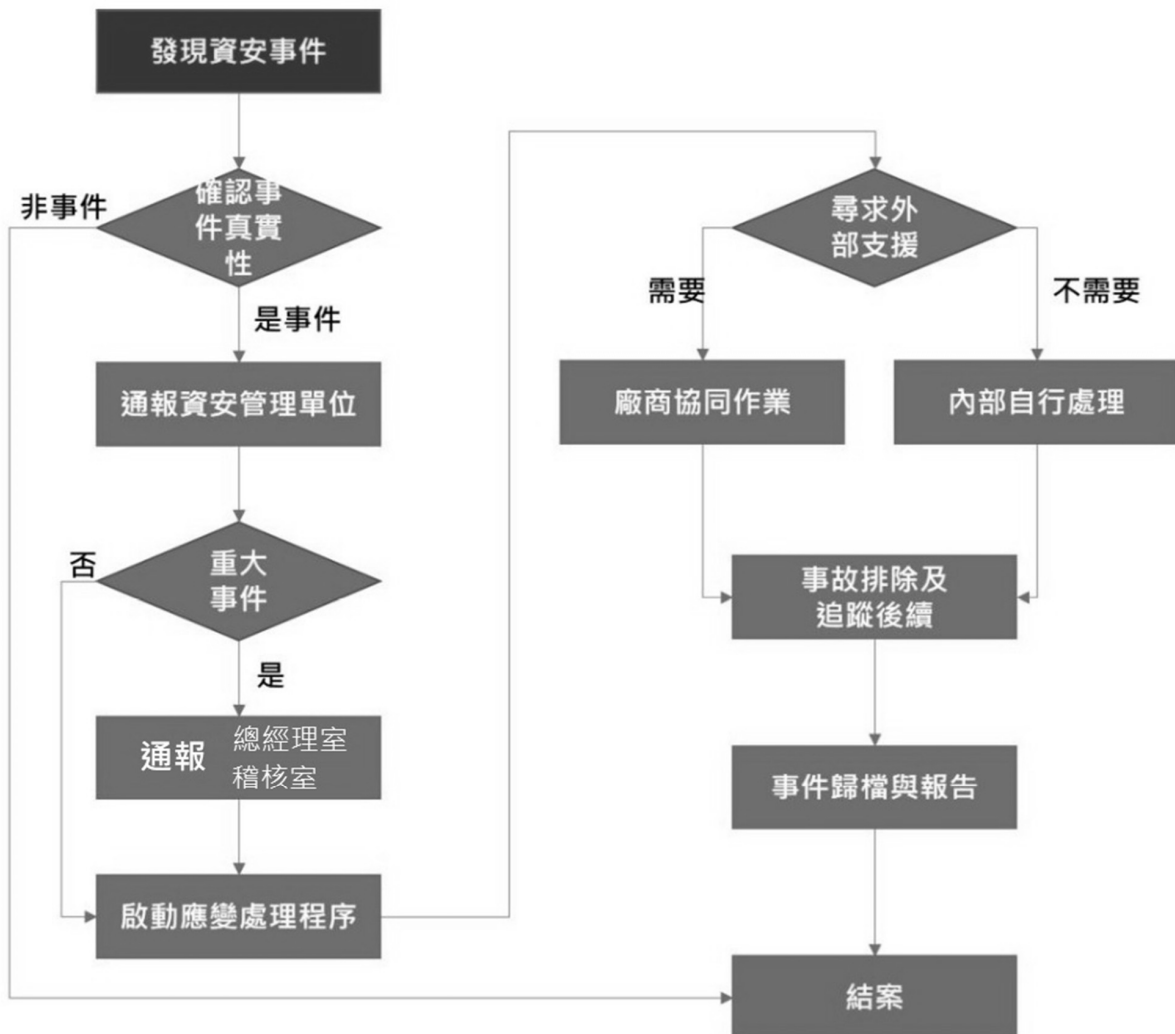 發現資安事件
非事件
確認事
件真實
性
是事件
通報資安管理單位
否
重大
事件
是
通報
總經理室
稽核室
啟動應變處理程序
尋求外
部支援
需要
不需要
廠商協同作業
內部自行處理
事故排除及
追蹤後續
事件歸檔與報告
結案